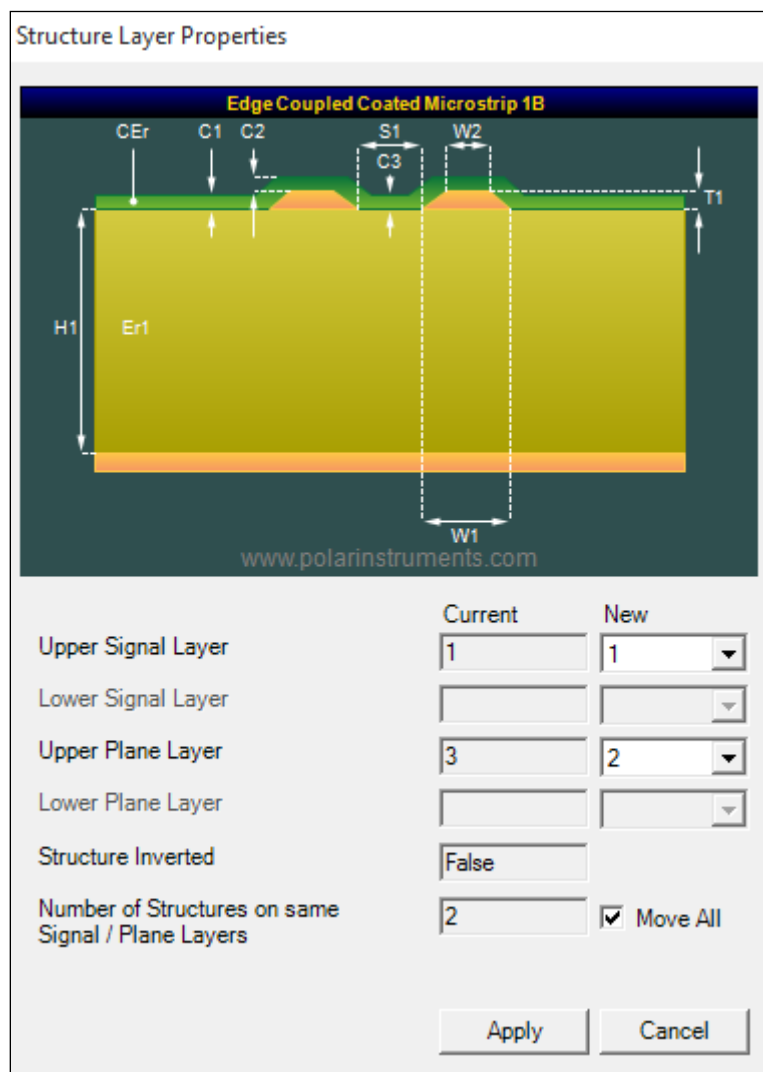 Structure Layer Properties
Edge Coupled Coated Microstrip 1B
CEr C1 C2 S1 W2
C3
T1
H1 Er1
W1
www.polarinstruments.com
Current New
Upper Signal Layer 1 1
Lower Signal Layer
Upper Plane Layer 3 2
Lower Plane Layer
Structure Inverted False
Number of Structures on same 2 Move All
Signal / Plane Layers
Apply Cancel